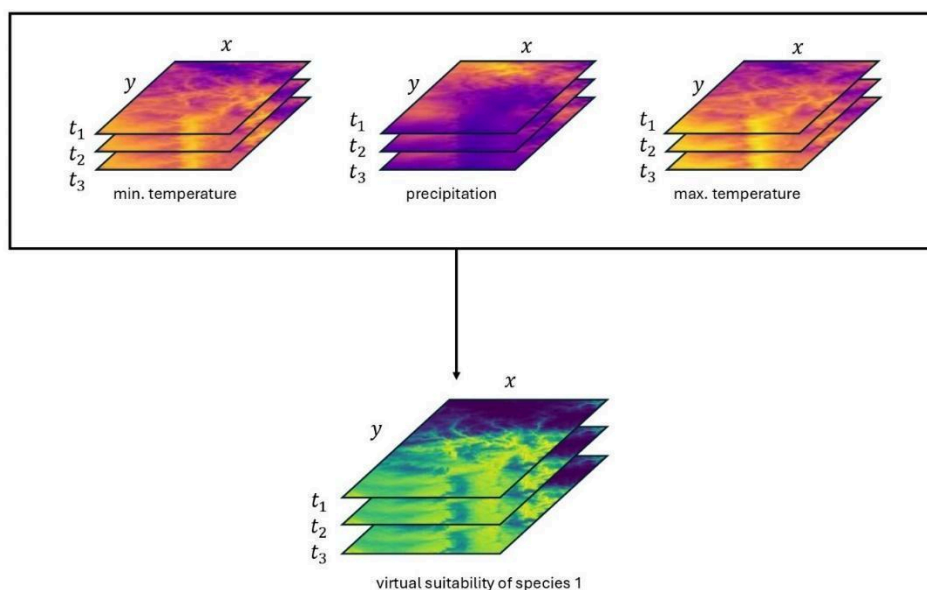 x x x
y y y
t₁ t₁ t₁
t₂ t₂ t₂
t₃ t₃ t₃
min. temperature precipitation max. temperature
x
y
t₁
t₂
t₃
virtual suitability of species 1